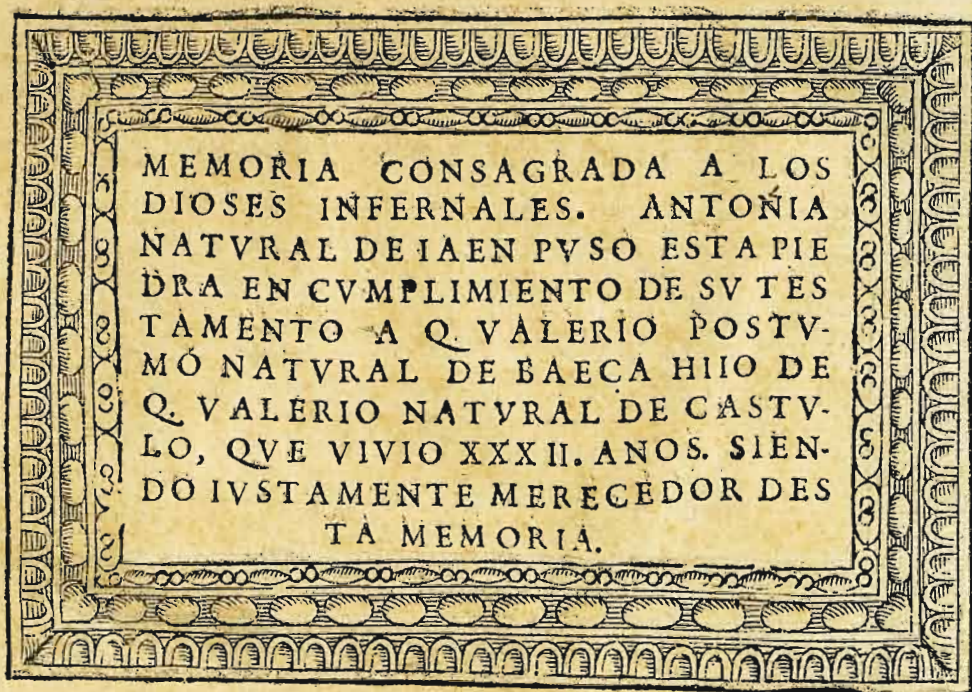 MEMORIA CONSAGRADA A LOS
DIOSES INFERNALES. ANTONIA
NATVRAL DE IAEN PVSO ESTA PIE
DRA EN CVMPLIMIENTO DE SV TES
TAMENTO A Q. VALERIO POSTV-
MO NATVRAL DE BAECA HIIO DE
Q. VALERIO NATVRAL DE CASTV-
LO, QVE VIVIO XXXII. ANOS. SIEN-
DO IVSTAMENTE MERECEDOR DES
TA MEMORIA.